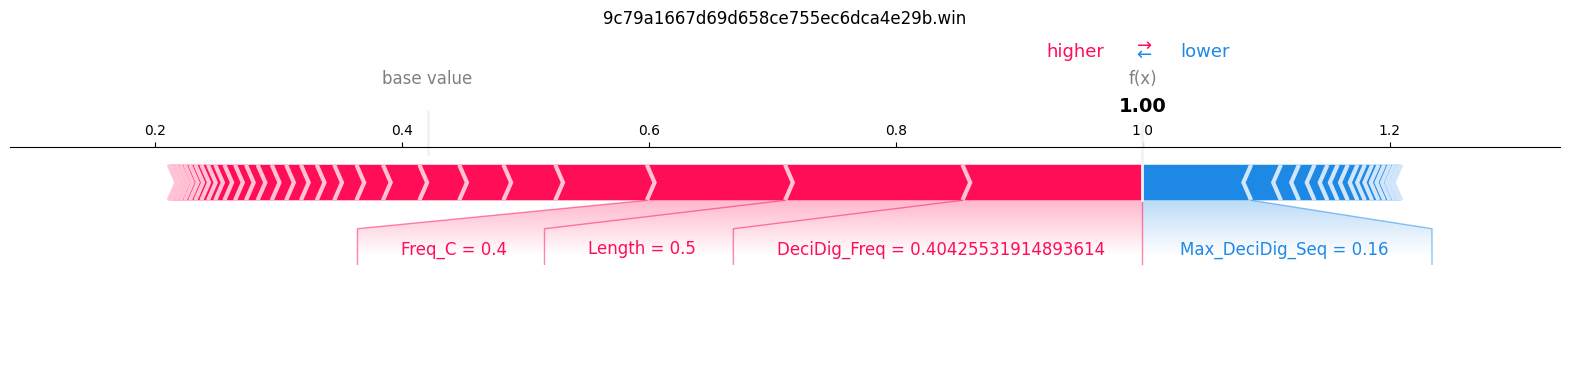 9c79a1667d69d658ce755ec6dca4e29b.win
higher ⇄ lower
base value f(x)
1.00
0.2 0.4 0.6 0.8 1.0 1.2
Freq_C = 0.4 Length = 0.5 DeciDig_Freq = 0.40425531914893614 Max_DeciDig_Seq = 0.16